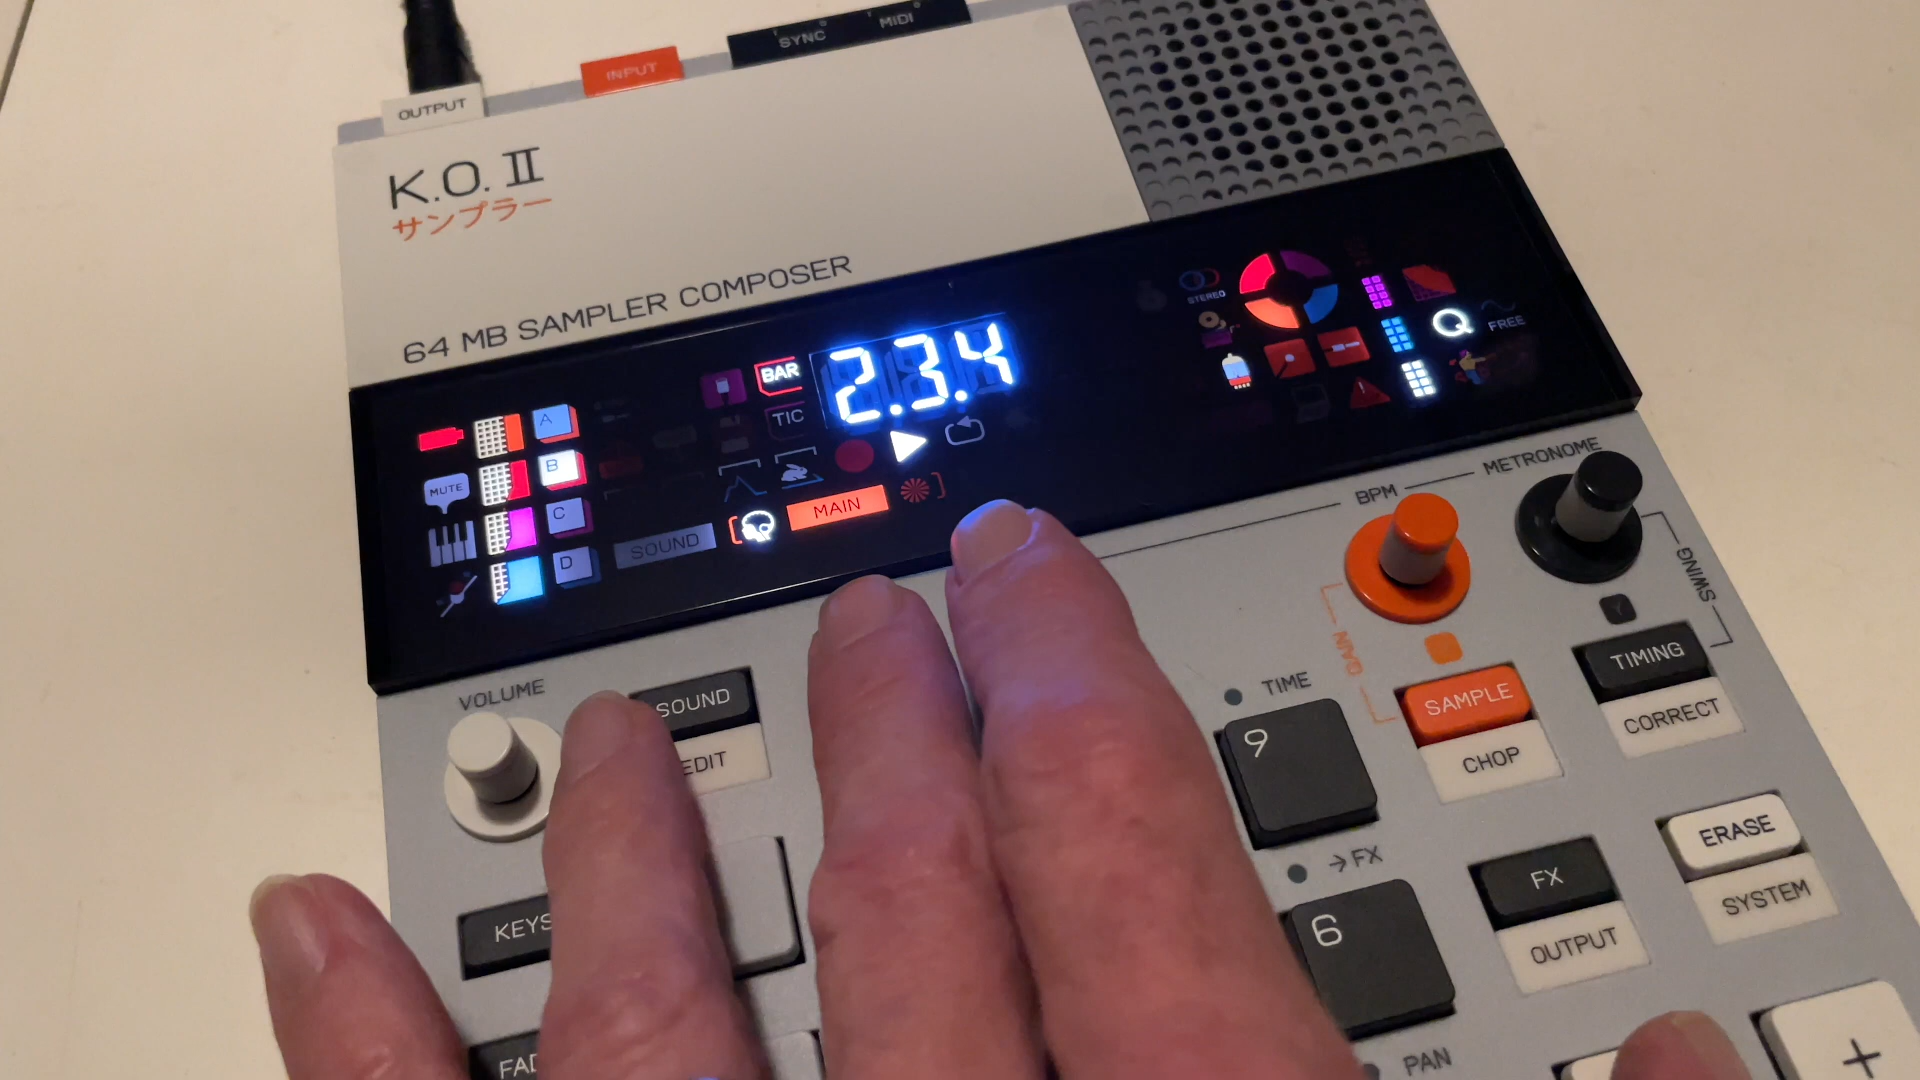 SYNC
MIDI
INPUT
OUTPUT
K.O. II
サンプラー
64 MB SAMPLER COMPOSER
STEREO
FREE
Q
BAR
2.3.4
TIC
A
B
C
D
MUTE
MAIN
SOUND
METRONOME
BPM
SWING
GAIN
Y
VOLUME
SOUND
EDIT
TIME
9
SAMPLE
CHOP
TIMING
CORRECT
→FX
6
KEYS
FX
OUTPUT
ERASE
SYSTEM
PAN
+